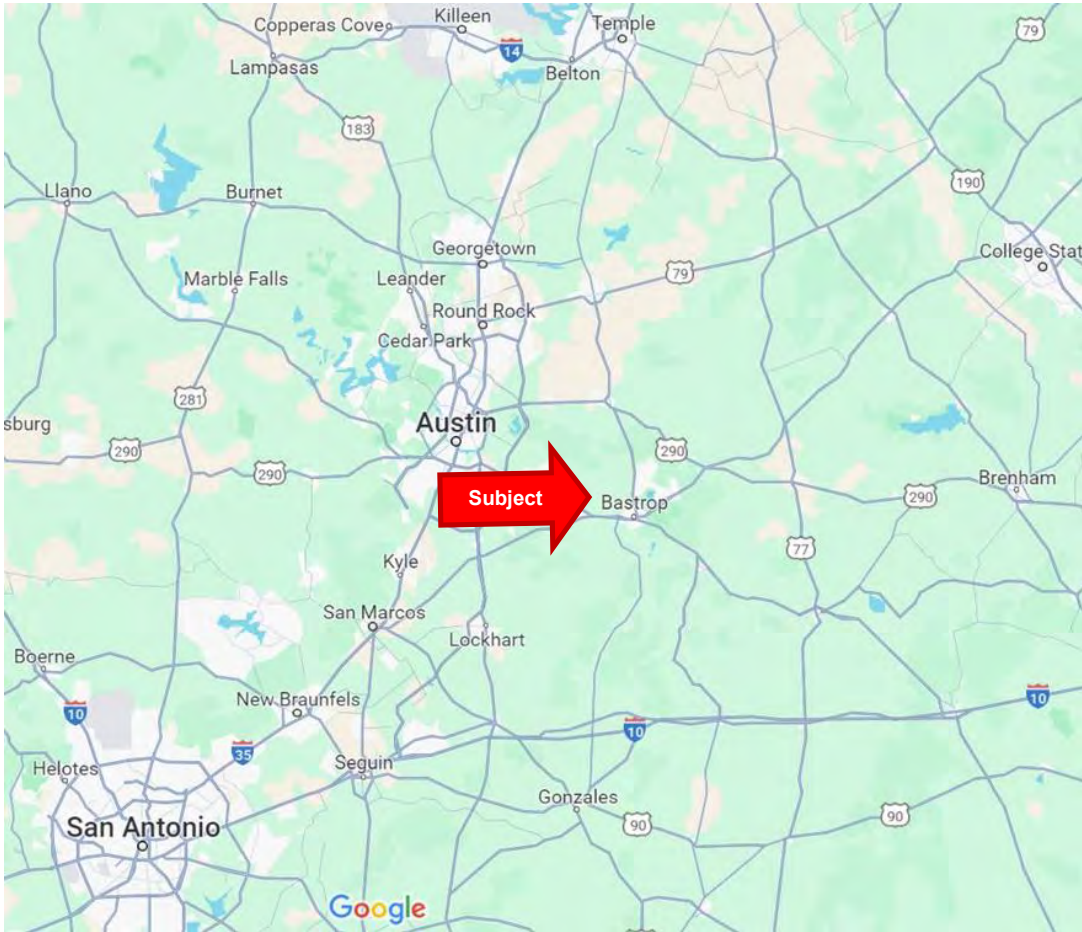 Killeen
Temple
Copperas Cove
79
14
Lampasas
Belton
183
Llano
Burnet
190
Georgetown
College Stat
Marble Falls
Leander
79
Round Rock
Cedar Park
281
Austin
sburg
290
290
290
Brenham
Subject
290
Bastrop
77
Kyle
San Marcos
Lockhart
Boerne
New Braunfels
10
10
10
35
Seguin
Helotes
Gonzales
90
90
San Antonio
Google